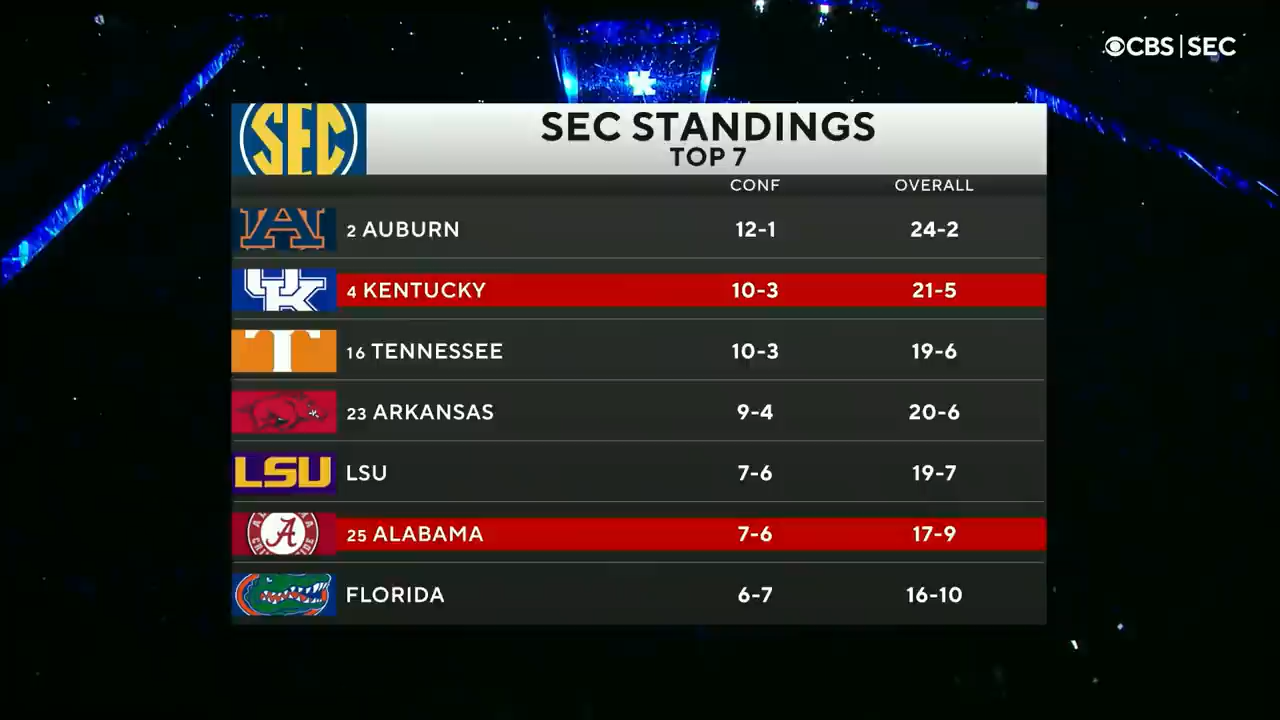 CBS | SEC
SEC
SEC STANDINGS
TOP 7
CONF OVERALL
2 AUBURN 12-1 24-2
UK 4 KENTUCKY 10-3 21-5
T 16 TENNESSEE 10-3 19-6
23 ARKANSAS 9-4 20-6
LSU LSU 7-6 19-7
A 25 ALABAMA 7-6 17-9
FLORIDA 6-7 16-10